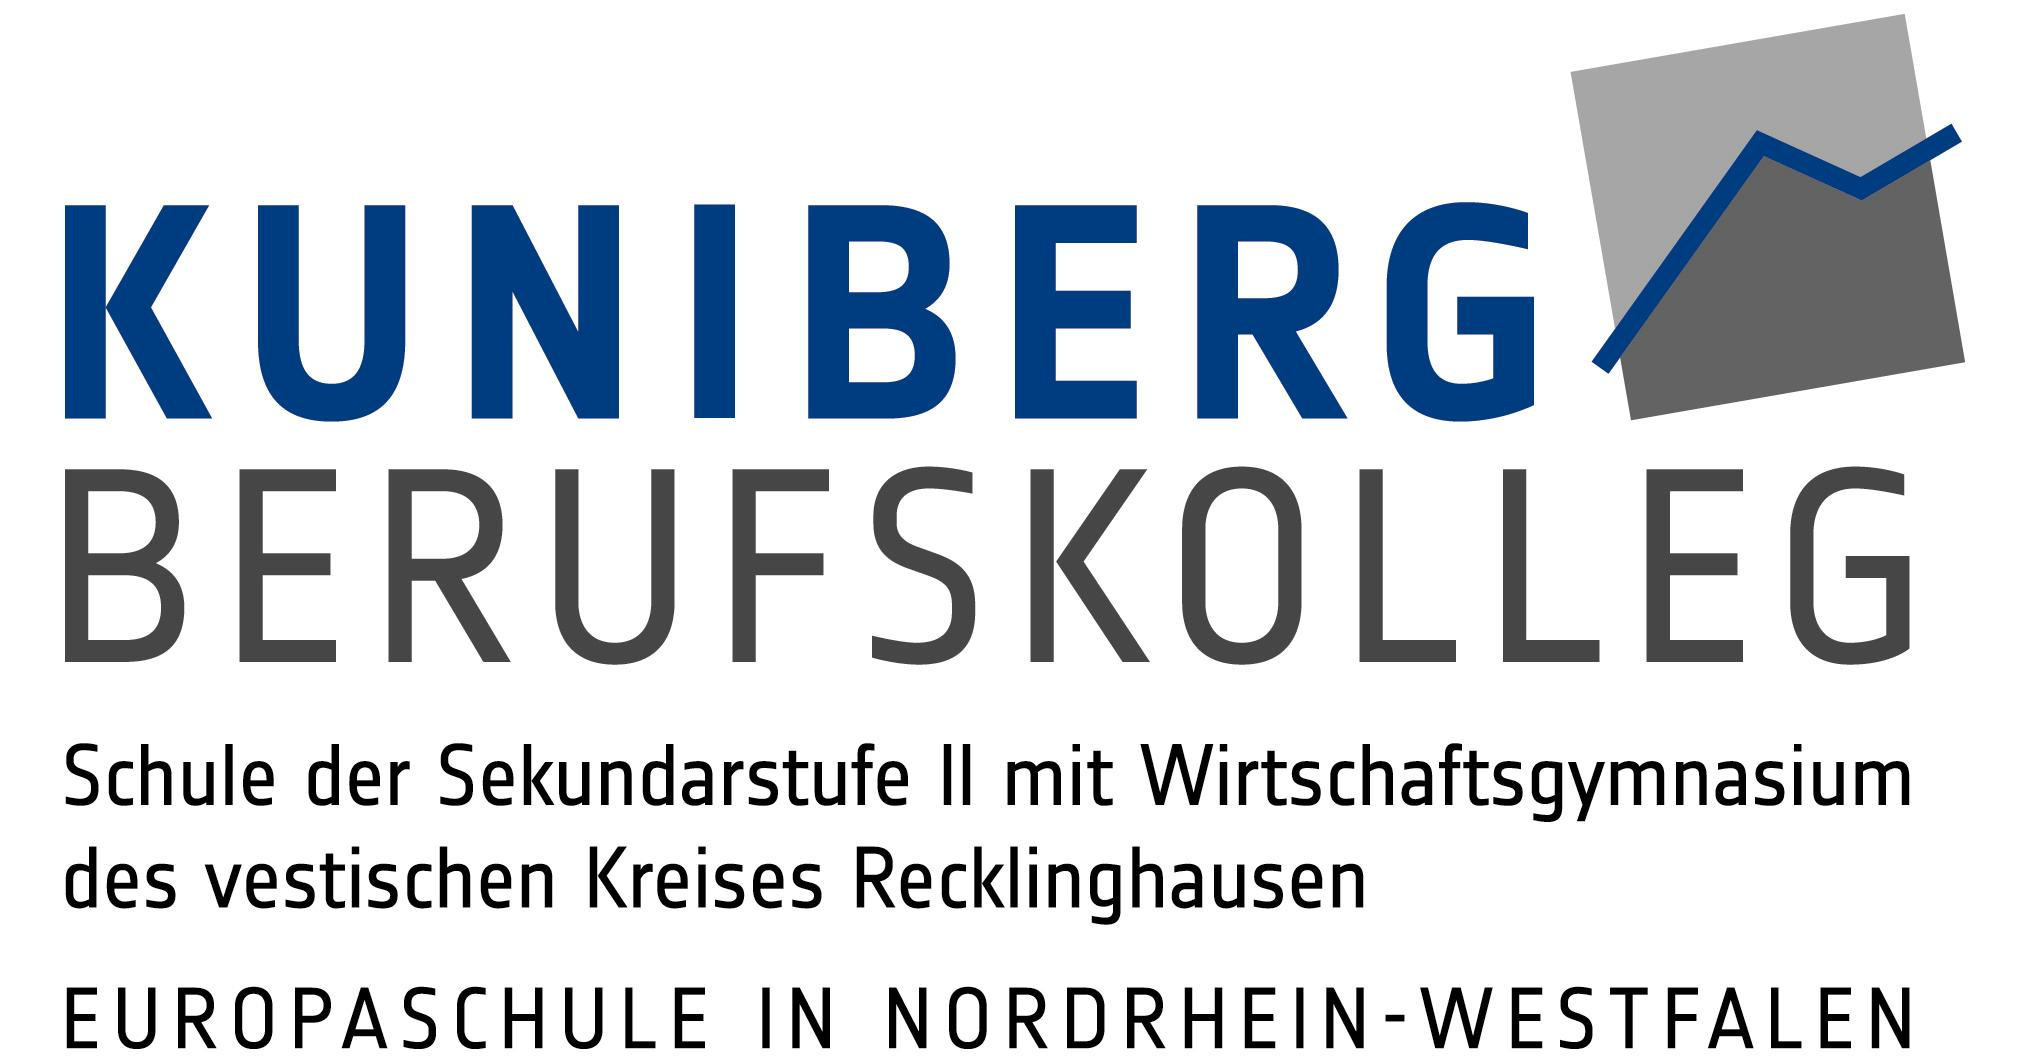 KUNIBERG
BERUFSKOLLEG
Schule der Sekundarstufe II mit Wirtschaftsgymnasium
des vestischen Kreises Recklinghausen
EUROPASCHULE IN NORDRHEIN-WESTFALEN